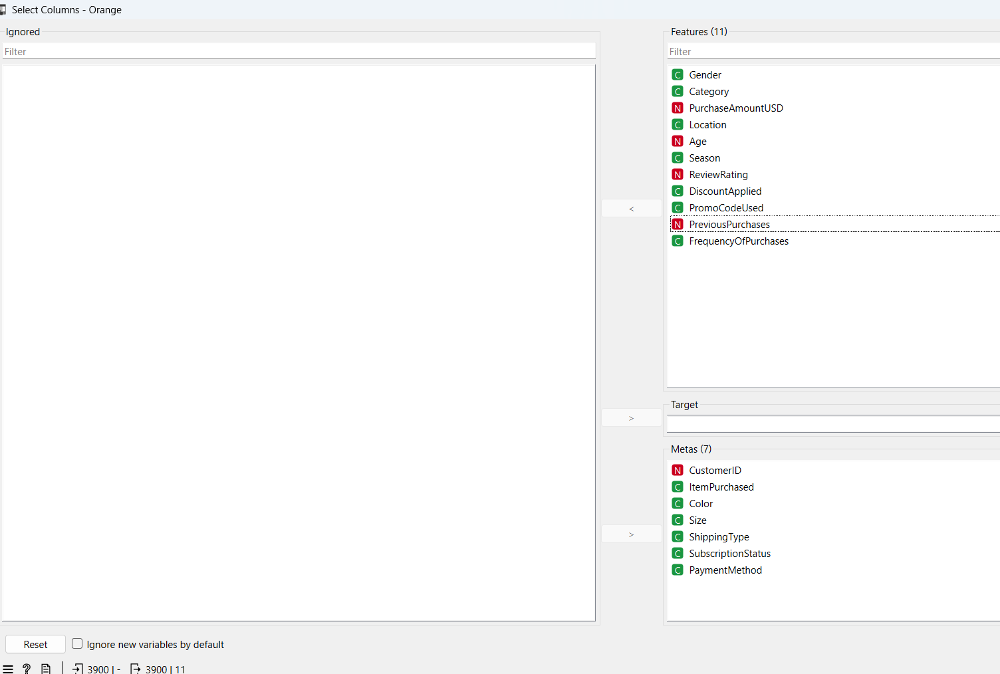 Select Columns - Orange
Ignored
Filter
<
>
>
Features (11)
Filter
C Gender
C Category
N PurchaseAmountUSD
C Location
N Age
C Season
N ReviewRating
C DiscountApplied
C PromoCodeUsed
N PreviousPurchases
C FrequencyOfPurchases
Target
Metas (7)
N CustomerID
C ItemPurchased
C Color
C Size
C ShippingType
C SubscriptionStatus
C PaymentMethod
Reset Ignore new variables by default
? 3900 | - 3900 | 11